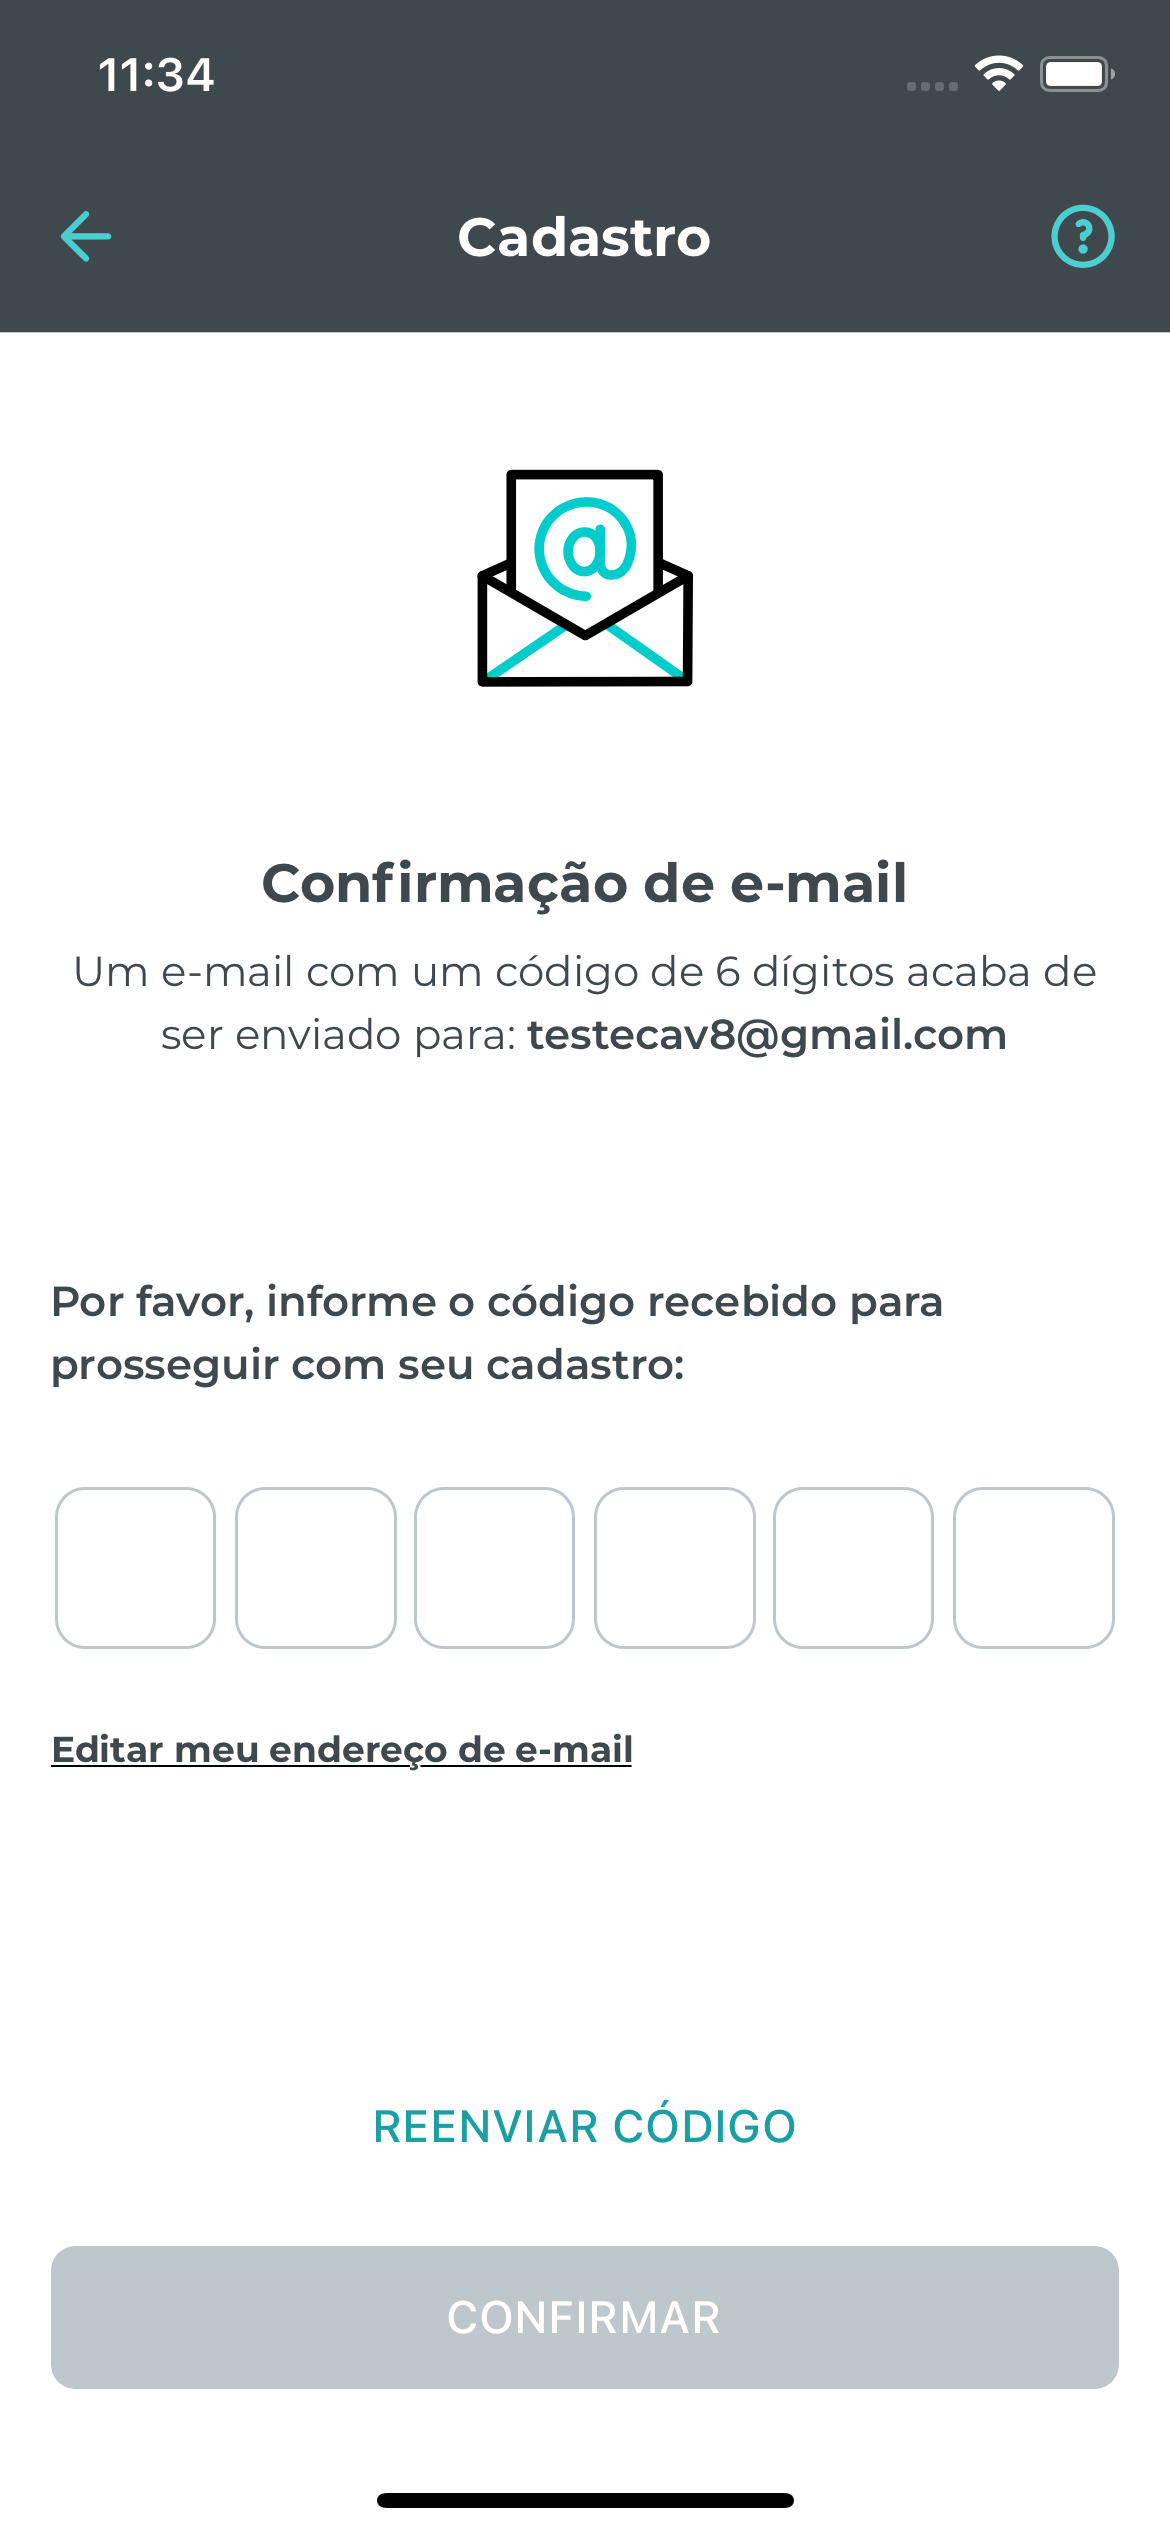 11:34
Cadastro
@
Confirmação de e-mail
Um e-mail com um código de 6 dígitos acaba de
ser enviado para: testecav8@gmail.com
Por favor, informe o código recebido para
prosseguir com seu cadastro:
Editar meu endereço de e-mail
REENVIAR CÓDIGO
CONFIRMAR